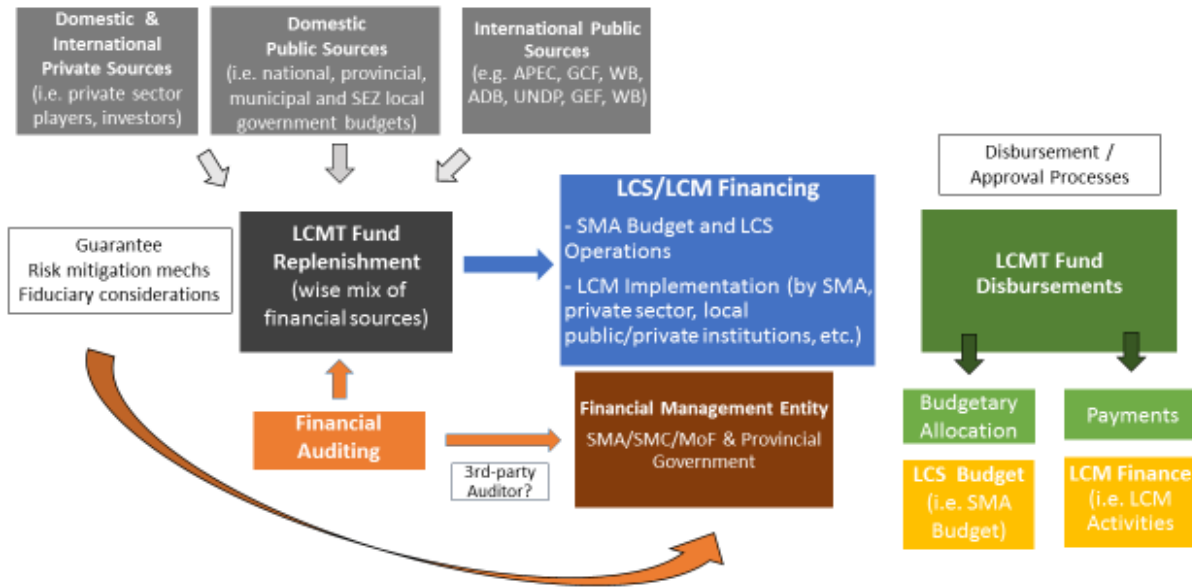 Domestic &
International
Private Sources
(i.e. private sector
players, investors)
Domestic
Public Sources
(i.e. national, provincial,
municipal and SEZ local
government budgets)
International Public
Sources
(e.g. APEC, GCF, WB,
ADB, UNDP, GEF, WB)
Disbursement /
Approval Processes
Guarantee
Risk mitigation mechs
Fiduciary considerations
LCMT Fund
Replenishment
(wise mix of
financial sources)
LCS/LCM Financing
- SMA Budget and LCS
Operations
- LCM Implementation (by SMA,
private sector, local
public/private institutions, etc.)
LCMT Fund
Disbursements
Financial
Auditing
3rd-party
Auditor?
Financial Management Entity
SMA/SMC/MoF & Provincial
Government
Budgetary
Allocation
Payments
LCS Budget
(i.e. SMA
Budget)
LCM Finance
(i.e. LCM
Activities